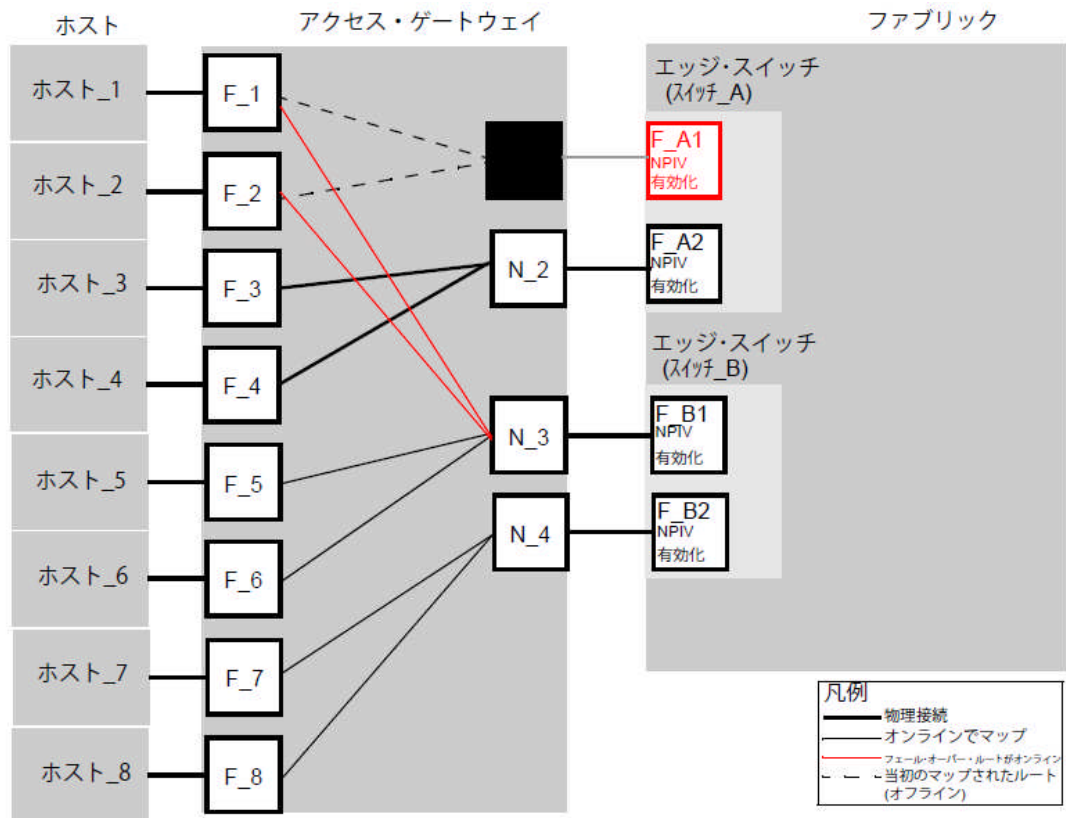 ホスト
アクセス・ゲートウェイ
ファブリック
ホスト_1
ホスト_2
ホスト_3
ホスト_4
ホスト_5
ホスト_6
ホスト_7
ホスト_8
F_1
F_2
F_3
F_4
F_5
F_6
F_7
F_8
N_2
N_3
N_4
エッジ・スイッチ
(ｽｲｯﾁ_A)
F_A1
NPIV
有効化
F_A2
NPIV
有効化
エッジ・スイッチ
(ｽｲｯﾁ_B)
F_B1
NPIV
有効化
F_B2
NPIV
有効化
凡例
物理接続
オンラインでマップ
フェール・オーバー・ルートがオンライン
当初のマップされたルート
(オフライン)